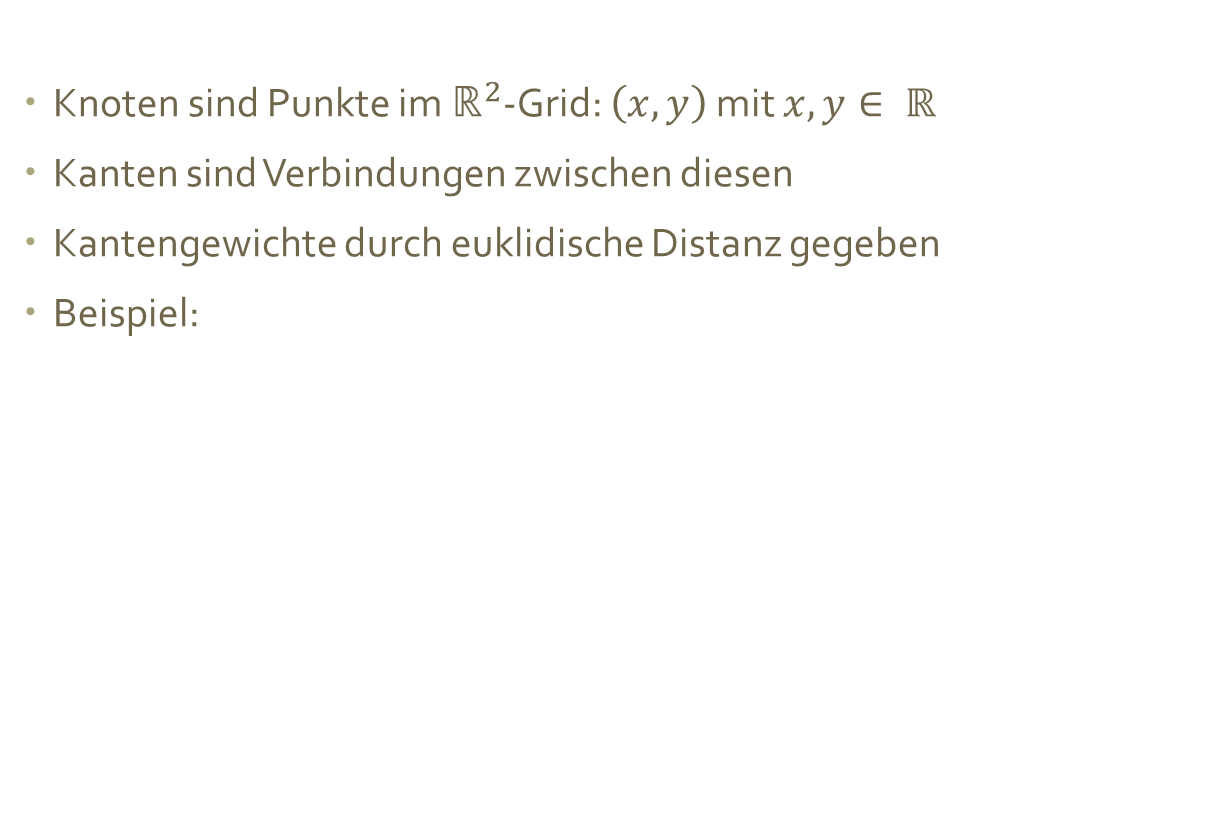 • Knoten sind Punkte im ℝ²-Grid: (𝑥, 𝑦) mit 𝑥, 𝑦 ∈ ℝ
• Kanten sind Verbindungen zwischen diesen
• Kantengewichte durch euklidische Distanz gegeben
• Beispiel: